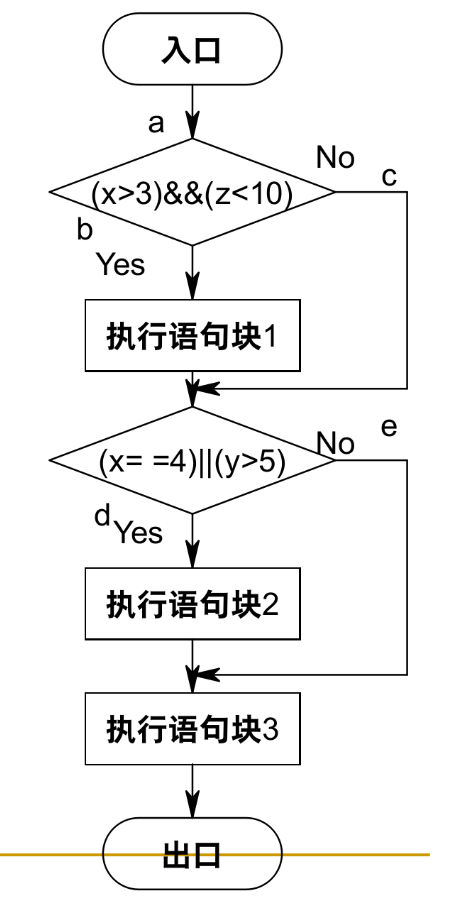 入口
a
No
c
(x>3)&&(z<10)
b
Yes
执行语句块1
No
e
(x= =4)||(y>5)
d
Yes
执行语句块2
执行语句块3
出口